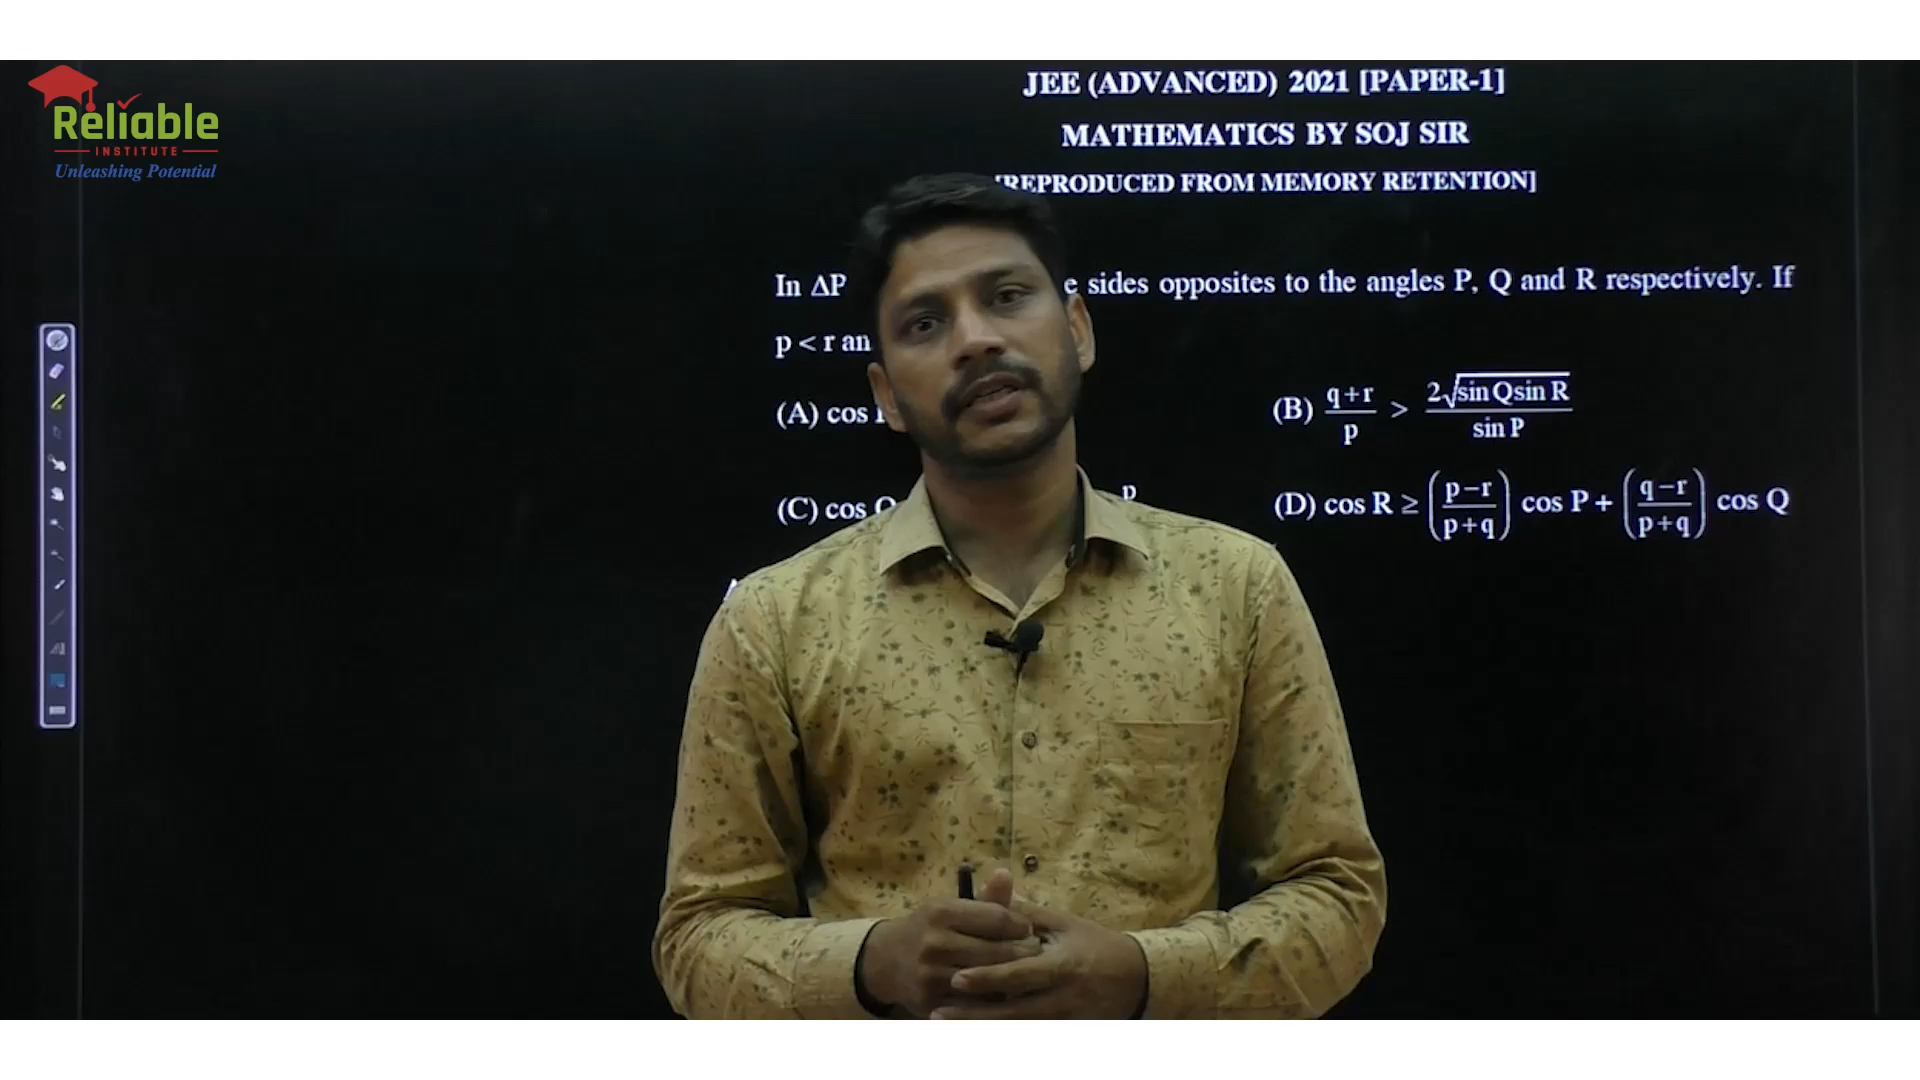 Reliable
INSTITUTE
Unleashing Potential
JEE (ADVANCED) 2021 [PAPER-1]
MATHEMATICS BY SOJ SIR
[REPRODUCED FROM MEMORY RETENTION]
In ΔP sides opposites to the angles P, Q and R respectively. If
p < r an
(A) cos
(B) (q+r)/p > 2√(sin Q sin R)/sin P
(C) cos p
(D) cos R ≥ ((p−r)/(p+q)) cos P + ((q−r)/(p+q)) cos Q